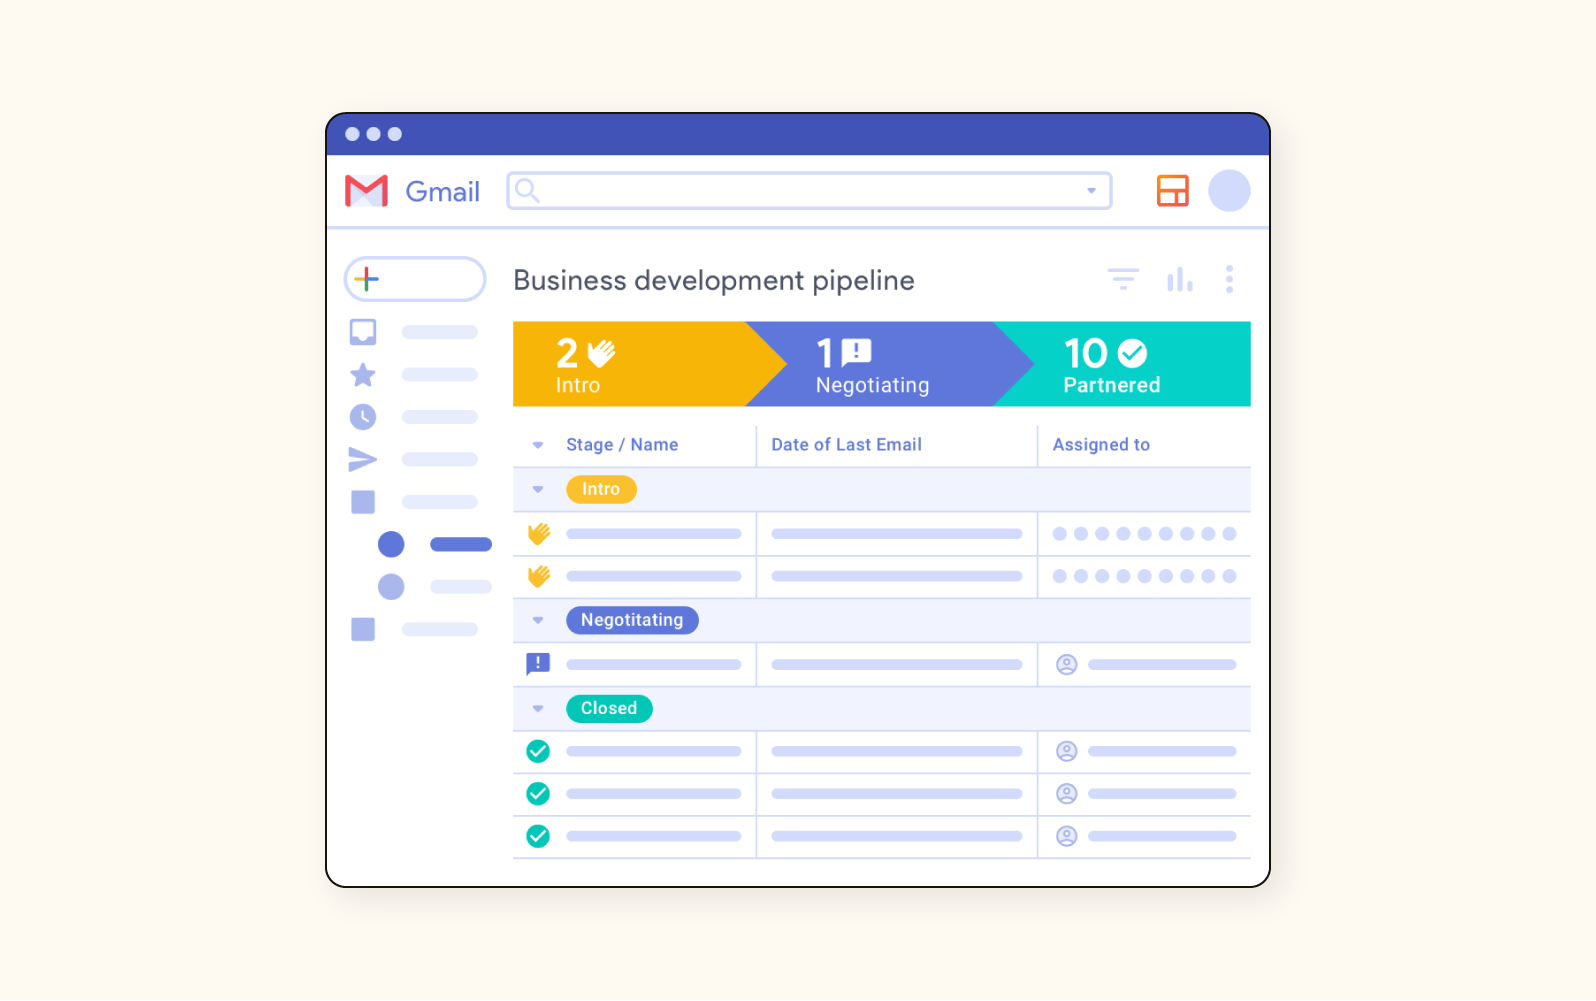 Gmail
Business development pipeline
2
Intro
1
Negotiating
10
Partnered
Stage / Name
Date of Last Email
Assigned to
Intro
Negotitating
Closed